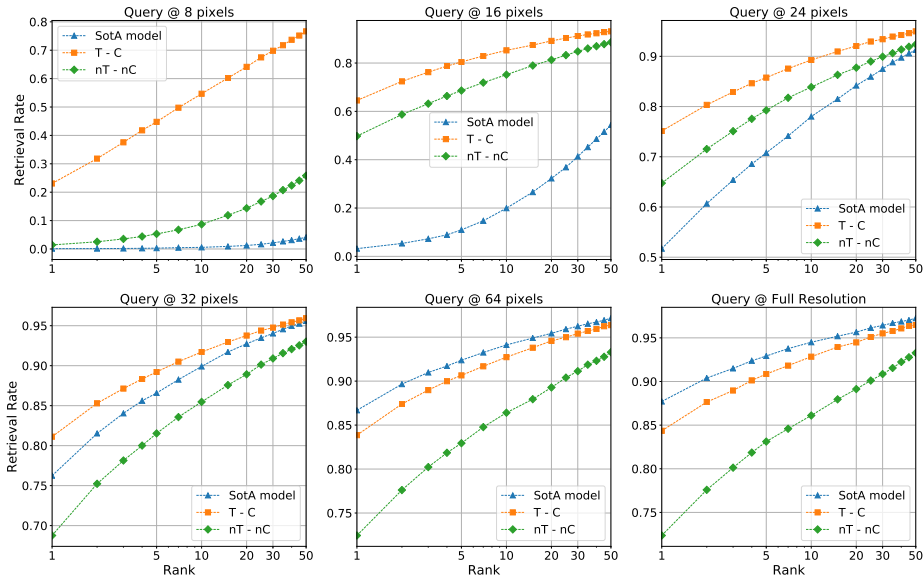 Query @ 8 pixels
Query @ 16 pixels
Query @ 24 pixels
Retrieval Rate
0.8
0.7
0.6
0.5
0.4
0.3
0.2
0.1
0.0
SotA model
T - C
nT - nC
1
5
10
20
30
50
0.8
0.6
0.4
0.2
0.0
SotA model
T - C
nT - nC
1
5
10
20
30
50
0.9
0.8
0.7
0.6
0.5
SotA model
T - C
nT - nC
1
5
10
20
30
50
Query @ 32 pixels
Query @ 64 pixels
Query @ Full Resolution
Retrieval Rate
0.95
0.90
0.85
0.80
0.75
0.70
SotA model
T - C
nT - nC
1
5
10
20
30
50
Rank
0.95
0.90
0.85
0.80
0.75
SotA model
T - C
nT - nC
1
5
10
20
30
50
Rank
0.95
0.90
0.85
0.80
0.75
SotA model
T - C
nT - nC
1
5
10
20
30
50
Rank